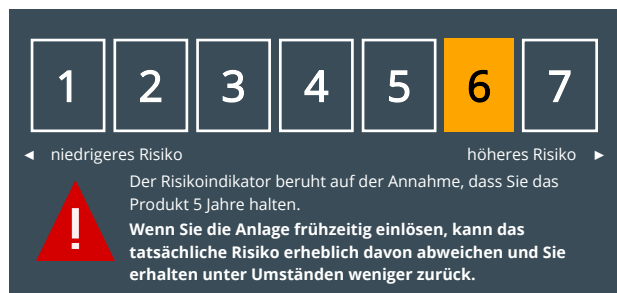 1 2 3 4 5 6 7
◄ niedrigeres Risiko höheres Risiko ►
Der Risikoindikator beruht auf der Annahme, dass Sie das
Produkt 5 Jahre halten.
Wenn Sie die Anlage frühzeitig einlösen, kann das
tatsächliche Risiko erheblich davon abweichen und Sie
erhalten unter Umständen weniger zurück.
!